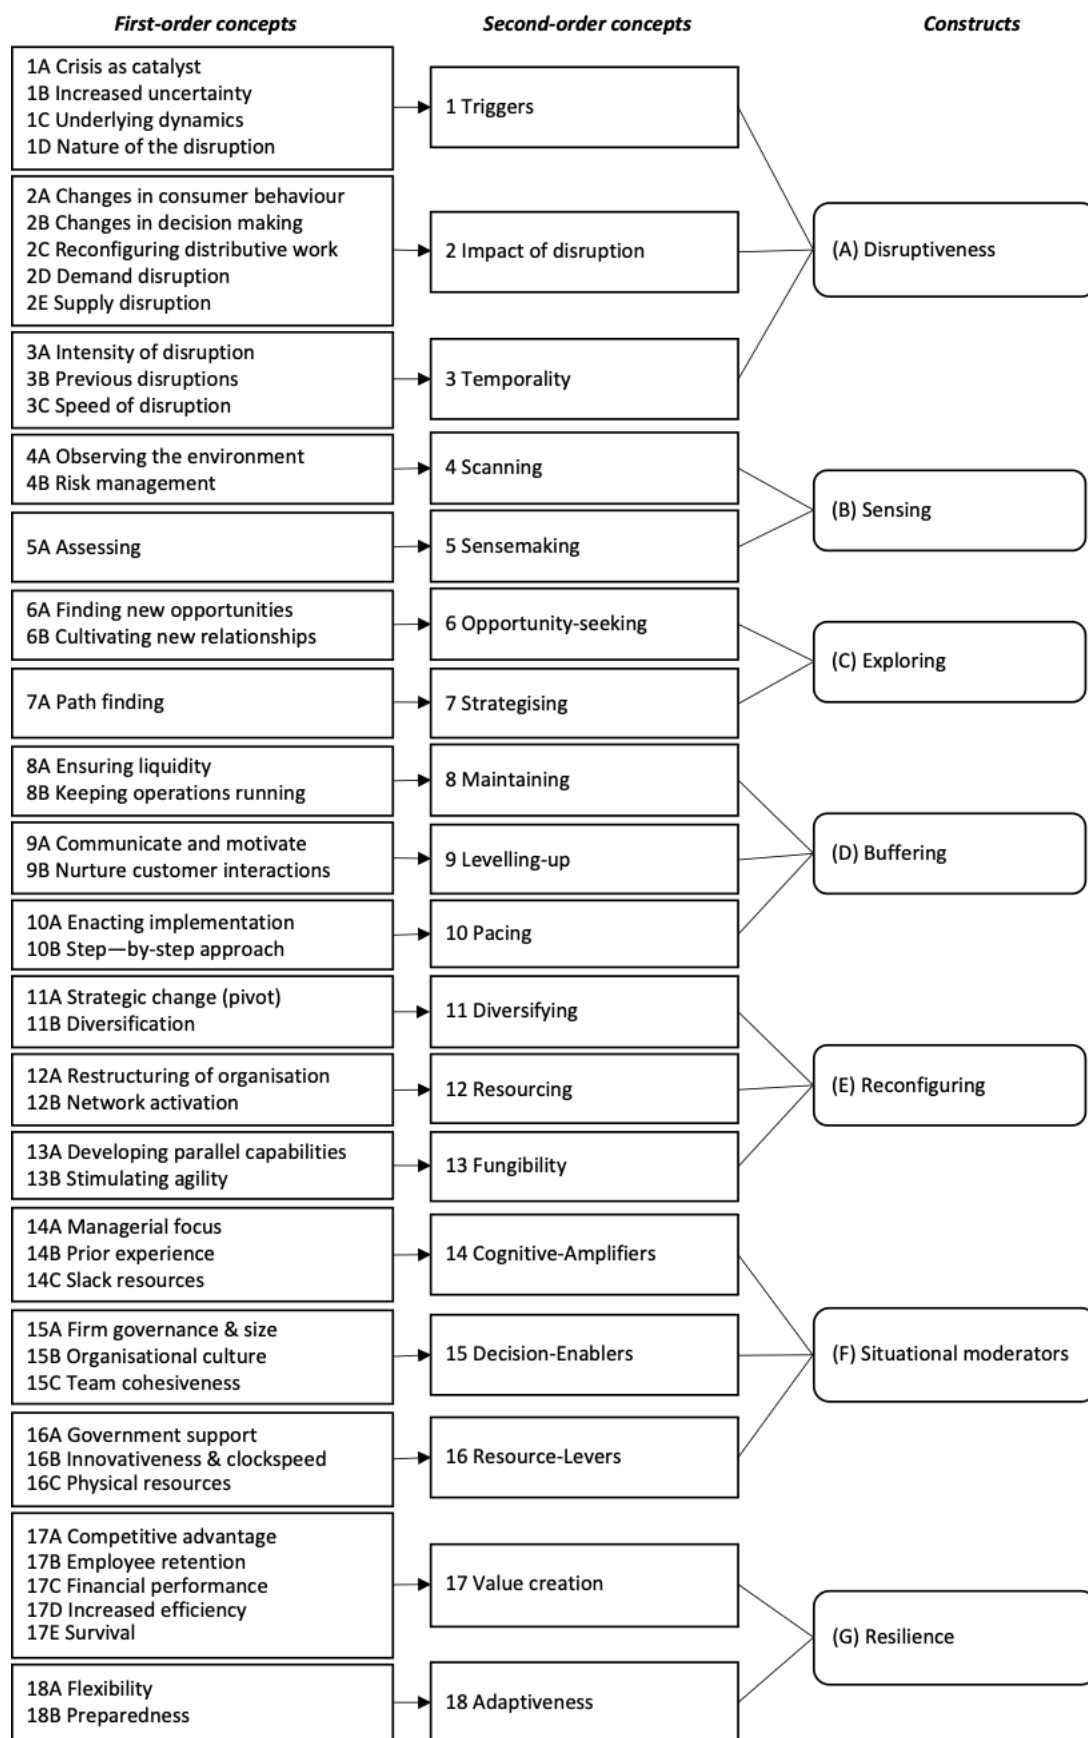 First-order concepts
Second-order concepts
Constructs
1A Crisis as catalyst
1B Increased uncertainty
1C Underlying dynamics
1D Nature of the disruption
1 Triggers
2A Changes in consumer behaviour
2B Changes in decision making
2C Reconfiguring distributive work
2D Demand disruption
2E Supply disruption
2 Impact of disruption
(A) Disruptiveness
3A Intensity of disruption
3B Previous disruptions
3C Speed of disruption
3 Temporality
4A Observing the environment
4B Risk management
4 Scanning
(B) Sensing
5A Assessing
5 Sensemaking
6A Finding new opportunities
6B Cultivating new relationships
6 Opportunity-seeking
(C) Exploring
7A Path finding
7 Strategising
8A Ensuring liquidity
8B Keeping operations running
8 Maintaining
9A Communicate and motivate
9B Nurture customer interactions
9 Levelling-up
(D) Buffering
10A Enacting implementation
10B Step—by-step approach
10 Pacing
11A Strategic change (pivot)
11B Diversification
11 Diversifying
12A Restructuring of organisation
12B Network activation
12 Resourcing
(E) Reconfiguring
13A Developing parallel capabilities
13B Stimulating agility
13 Fungibility
14A Managerial focus
14B Prior experience
14C Slack resources
14 Cognitive-Amplifiers
15A Firm governance & size
15B Organisational culture
15C Team cohesiveness
15 Decision-Enablers
(F) Situational moderators
16A Government support
16B Innovativeness & clockspeed
16C Physical resources
16 Resource-Levers
17A Competitive advantage
17B Employee retention
17C Financial performance
17D Increased efficiency
17E Survival
17 Value creation
(G) Resilience
18A Flexibility
18B Preparedness
18 Adaptiveness